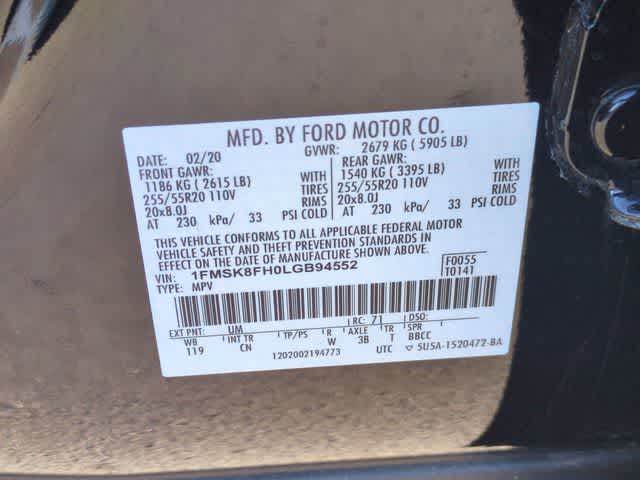 MFD. BY FORD MOTOR CO.
DATE: 02/20 GVWR: 2679 KG ( 5905 LB)
FRONT GAWR: REAR GAWR:
1186 KG ( 2615 LB) WITH 1540 KG ( 3395 LB) WITH
255/55R20 110V TIRES 255/55R20 110V TIRES
20x8.0J RIMS 20x8.0J RIMS
AT 230 kPa/ 33 PSI COLD AT 230 kPa/ 33 PSI COLD
THIS VEHICLE CONFORMS TO ALL APPLICABLE FEDERAL MOTOR
VEHICLE SAFETY AND THEFT PREVENTION STANDARDS IN
EFFECT ON THE DATE OF MANUFACTURE SHOWN ABOVE.
VIN: 1FMSK8FH0LGB94552 F0055
TYPE: MPV T0141
EXT PNT: UM RC: 71 DSO:
WB INT TR TP/PS R AXLE TR SPR
119 CN W 3B T BBCC
1202002194773 UTC 5U5A-1520472-BA